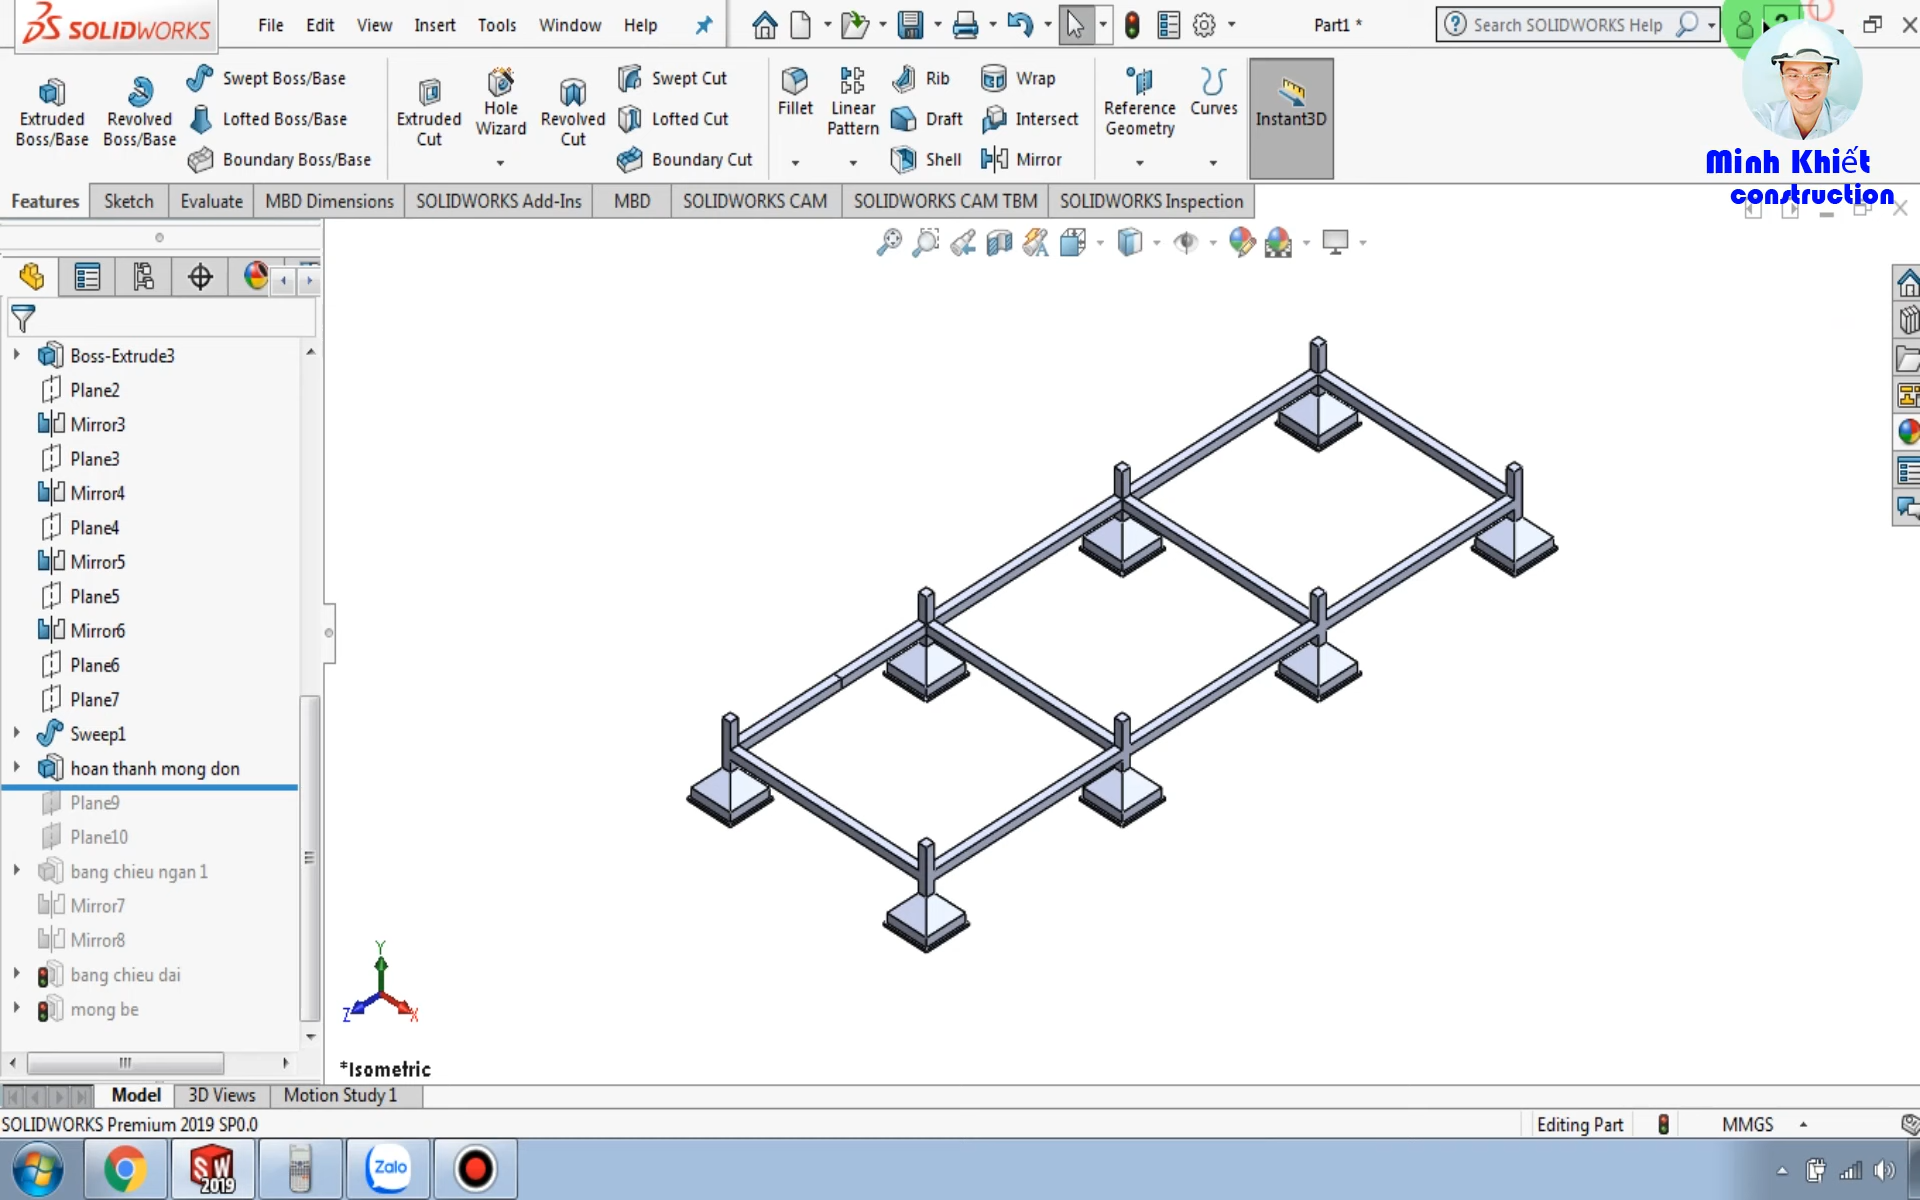 SOLIDWORKS
File Edit View Insert Tools Window Help
Part1 *
Search SOLIDWORKS Help
Extruded Boss/Base
Revolved Boss/Base
Swept Boss/Base
Lofted Boss/Base
Boundary Boss/Base
Extruded Cut
Hole Wizard
Revolved Cut
Swept Cut
Lofted Cut
Boundary Cut
Fillet
Linear Pattern
Rib
Draft
Shell
Wrap
Intersect
Mirror
Reference Geometry
Curves
Instant3D
Minh Khiết
construction
Features Sketch Evaluate MBD Dimensions SOLIDWORKS Add-Ins MBD SOLIDWORKS CAM SOLIDWORKS CAM TBM SOLIDWORKS Inspection
Boss-Extrude3
Plane2
Mirror3
Plane3
Mirror4
Plane4
Mirror5
Plane5
Mirror6
Plane6
Plane7
Sweep1
hoan thanh mong don
Plane9
Plane10
bang chieu ngan 1
Mirror7
Mirror8
bang chieu dai
mong be
Y
Z
X
*Isometric
Model 3D Views Motion Study 1
SOLIDWORKS Premium 2019 SP0.0
Editing Part
MMGS
SW
2019
Zalo